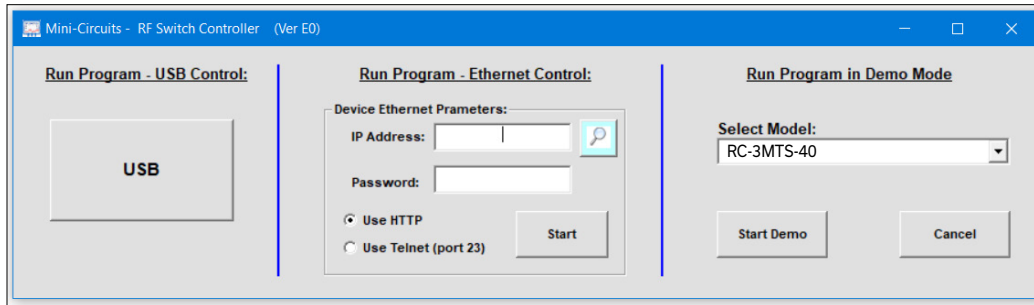 Mini-Circuits - RF Switch Controller (Ver E0)
Run Program - USB Control:
USB
Run Program - Ethernet Control:
Device Ethernet Prameters:
IP Address:
Password:
Use HTTP
Use Telnet (port 23)
Start
Run Program in Demo Mode
Select Model:
RC-3MTS-40
Start Demo
Cancel